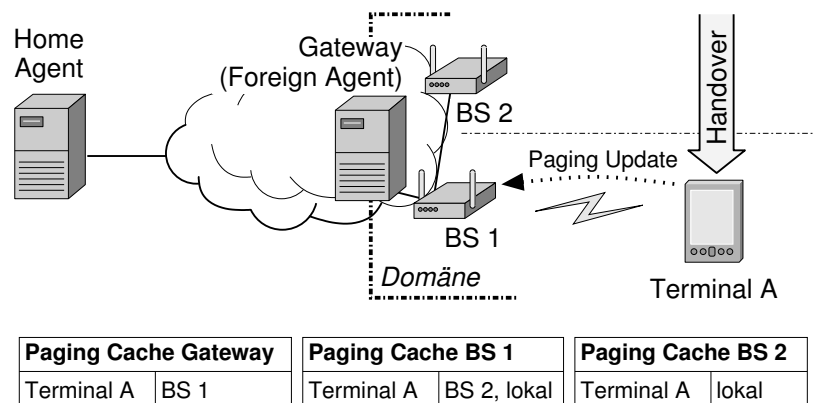 Home
Agent
Gateway
(Foreign Agent)
BS 2
Handover
Paging Update
BS 1
Domäne
Terminal A
Paging Cache Gateway
Terminal A BS 1
Paging Cache BS 1
Terminal A BS 2, lokal
Paging Cache BS 2
Terminal A lokal